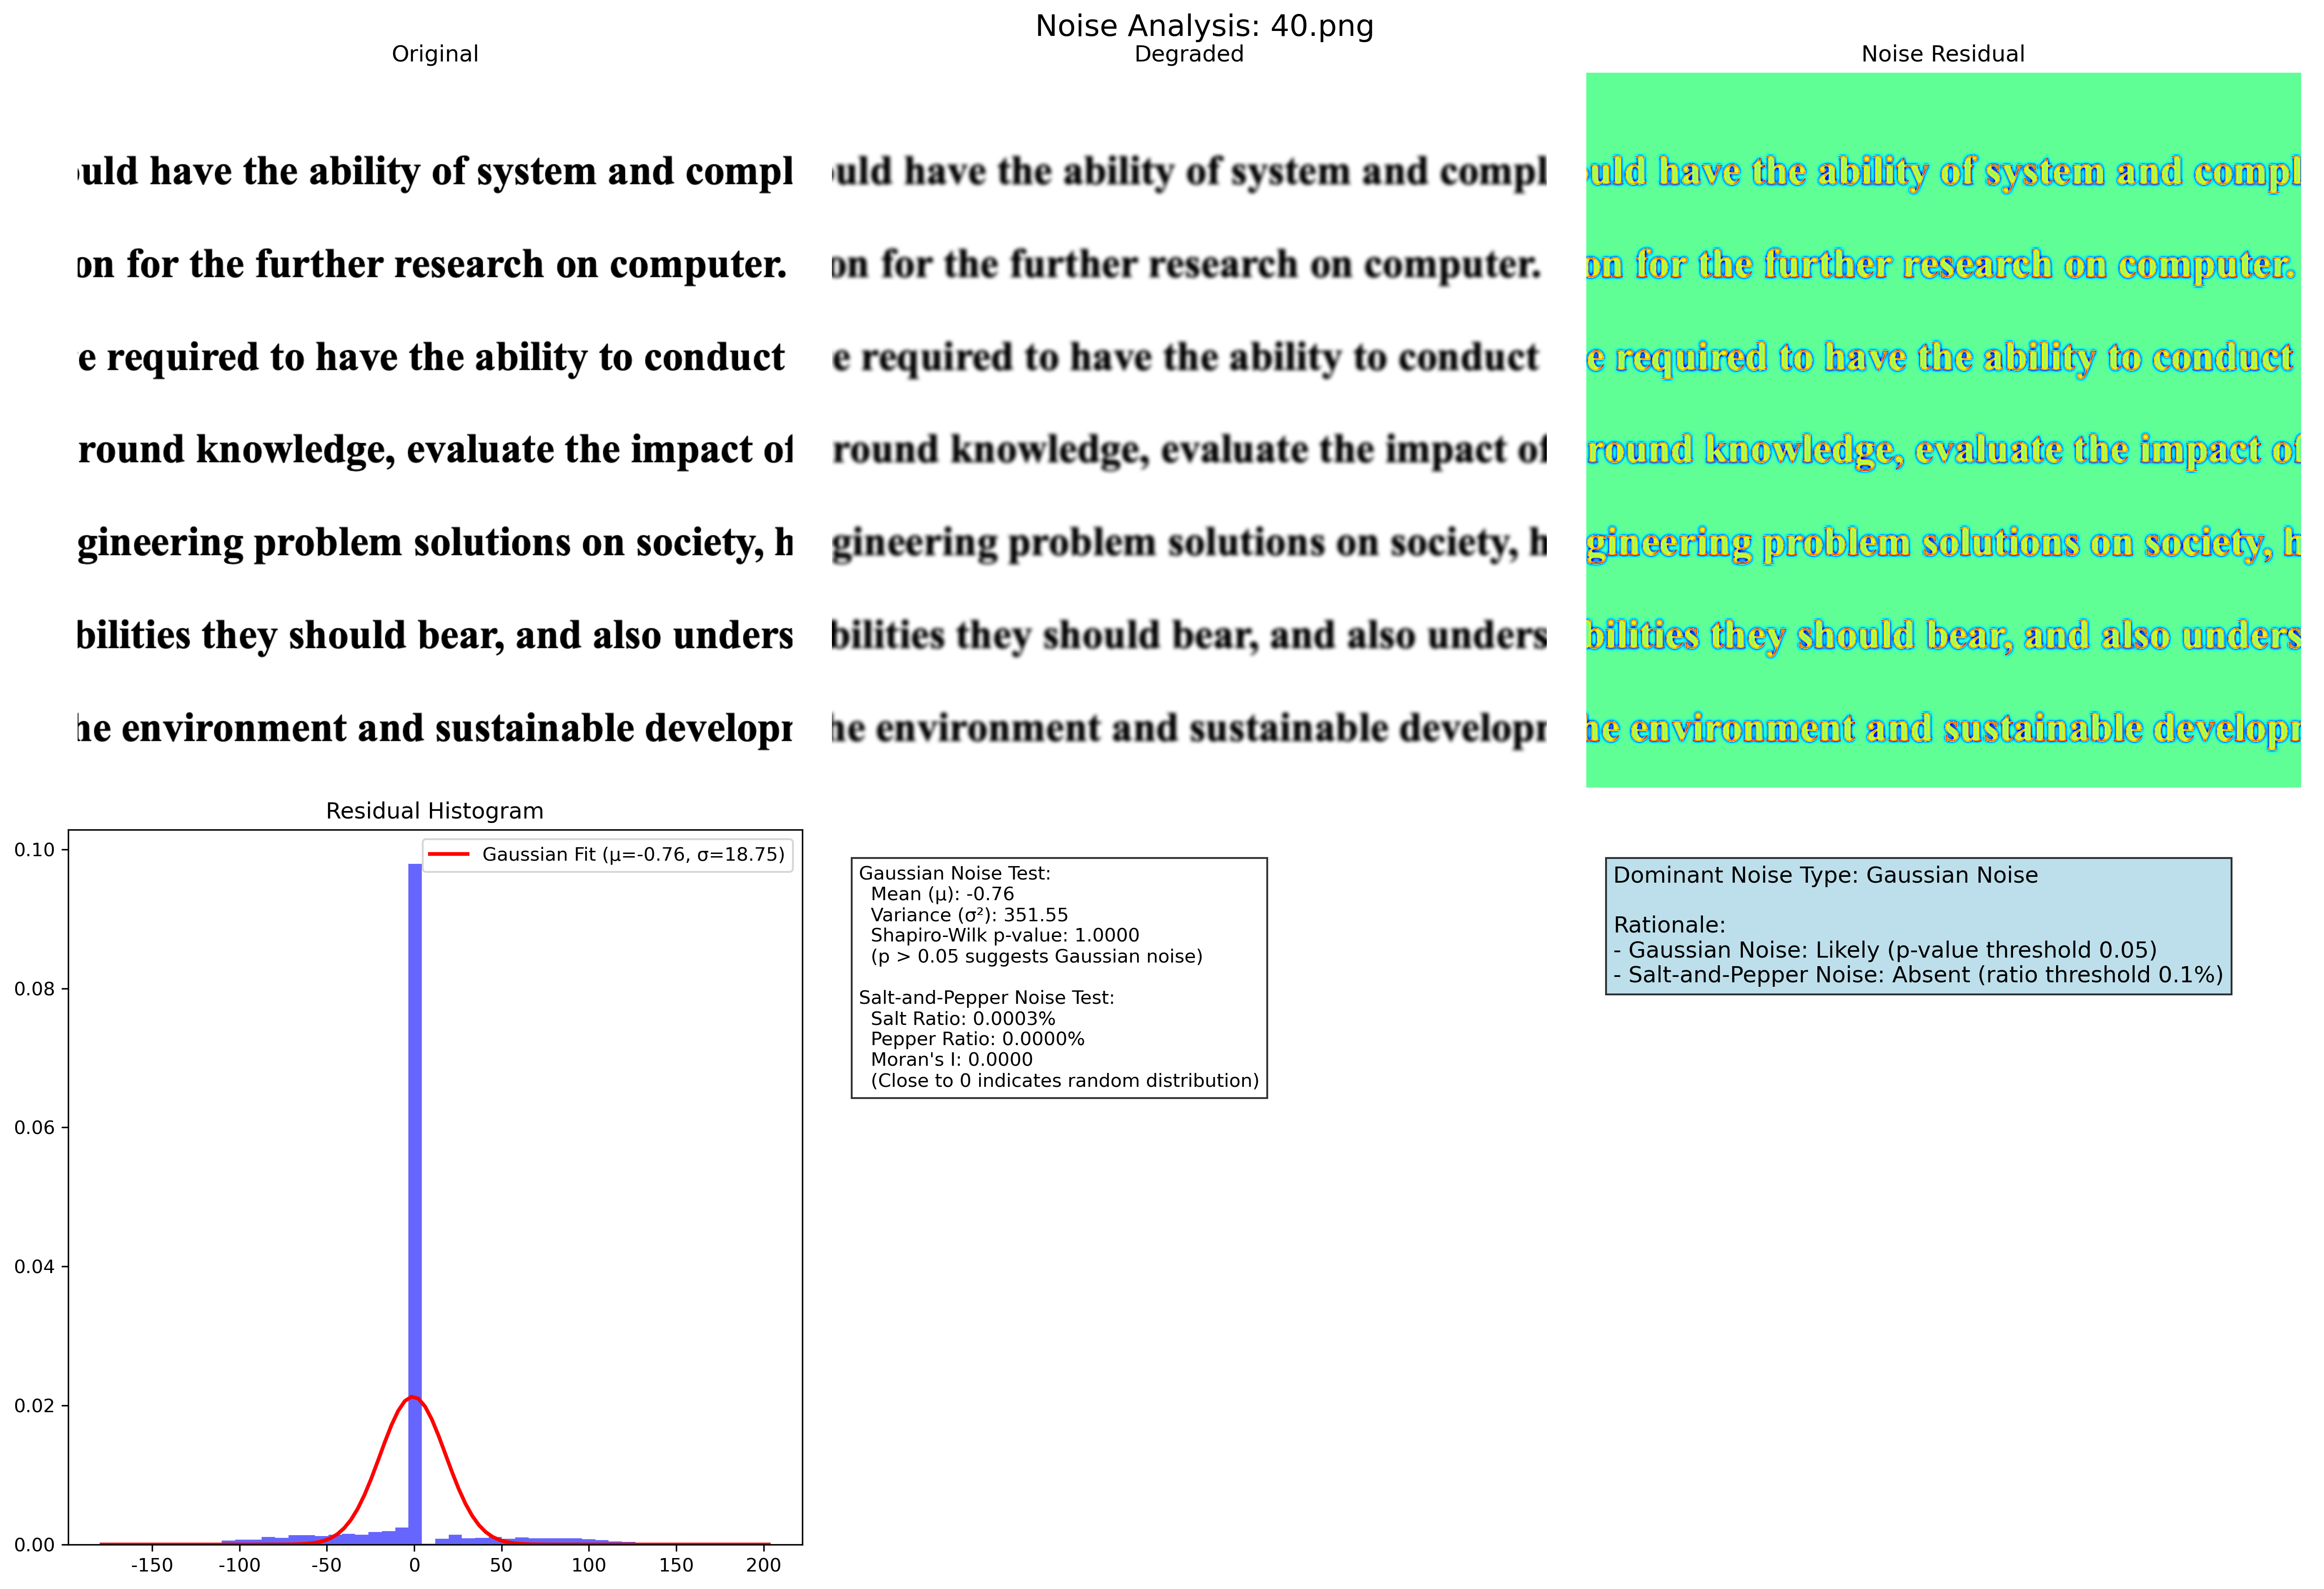 Noise Analysis: 40.png
Original
Degraded
Noise Residual
ould have the ability of system and compl
on for the further research on computer.
e required to have the ability to conduct
round knowledge, evaluate the impact of
gineering problem solutions on society, h
bilities they should bear, and also unders
he environment and sustainable developr
ould have the ability of system and compl
on for the further research on computer.
e required to have the ability to conduct
round knowledge, evaluate the impact of
gineering problem solutions on society, h
bilities they should bear, and also unders
he environment and sustainable developr
ould have the ability of system and compl
on for the further research on computer.
e required to have the ability to conduct
round knowledge, evaluate the impact of
gineering problem solutions on society, h
bilities they should bear, and also unders
he environment and sustainable developr
Residual Histogram
Gaussian Fit (μ=-0.76, σ=18.75)
0.10
0.08
0.06
0.04
0.02
0.00
-150 -100 -50 0 50 100 150 200
Gaussian Noise Test:
Mean (μ): -0.76
Variance (σ²): 351.55
Shapiro-Wilk p-value: 1.0000
(p > 0.05 suggests Gaussian noise)
Salt-and-Pepper Noise Test:
Salt Ratio: 0.0003%
Pepper Ratio: 0.0000%
Moran's I: 0.0000
(Close to 0 indicates random distribution)
Dominant Noise Type: Gaussian Noise
Rationale:
- Gaussian Noise: Likely (p-value threshold 0.05)
- Salt-and-Pepper Noise: Absent (ratio threshold 0.1%)